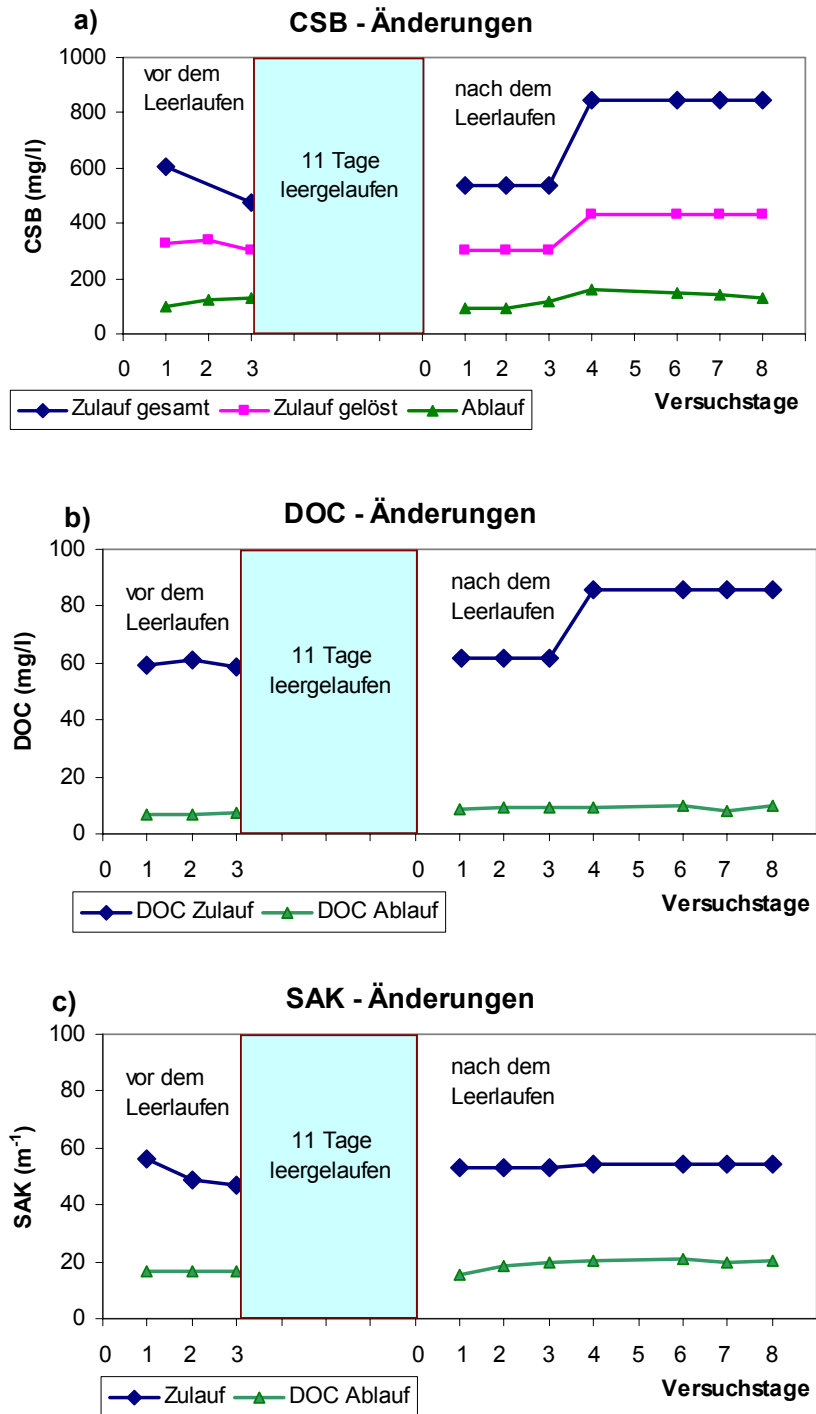 a)
CSB - Änderungen
1000
800
600
400
200
0
CSB (mg/l)
vor dem
Leerlaufen
11 Tage
leergelaufen
nach dem
Leerlaufen
0 1 2 3 0 1 2 3 4 5 6 7 8
Versuchstage
Zulauf gesamt Zulauf gelöst Ablauf
b)
DOC - Änderungen
100
80
60
40
20
0
DOC (mg/l)
vor dem
Leerlaufen
11 Tage
leergelaufen
nach dem
Leerlaufen
0 1 2 3 0 1 2 3 4 5 6 7 8
Versuchstage
DOC Zulauf DOC Ablauf
c)
SAK - Änderungen
100
80
60
40
20
0
SAK (m⁻¹)
vor dem
Leerlaufen
11 Tage
leergelaufen
nach dem
Leerlaufen
0 1 2 3 0 1 2 3 4 5 6 7 8
Versuchstage
Zulauf DOC Ablauf